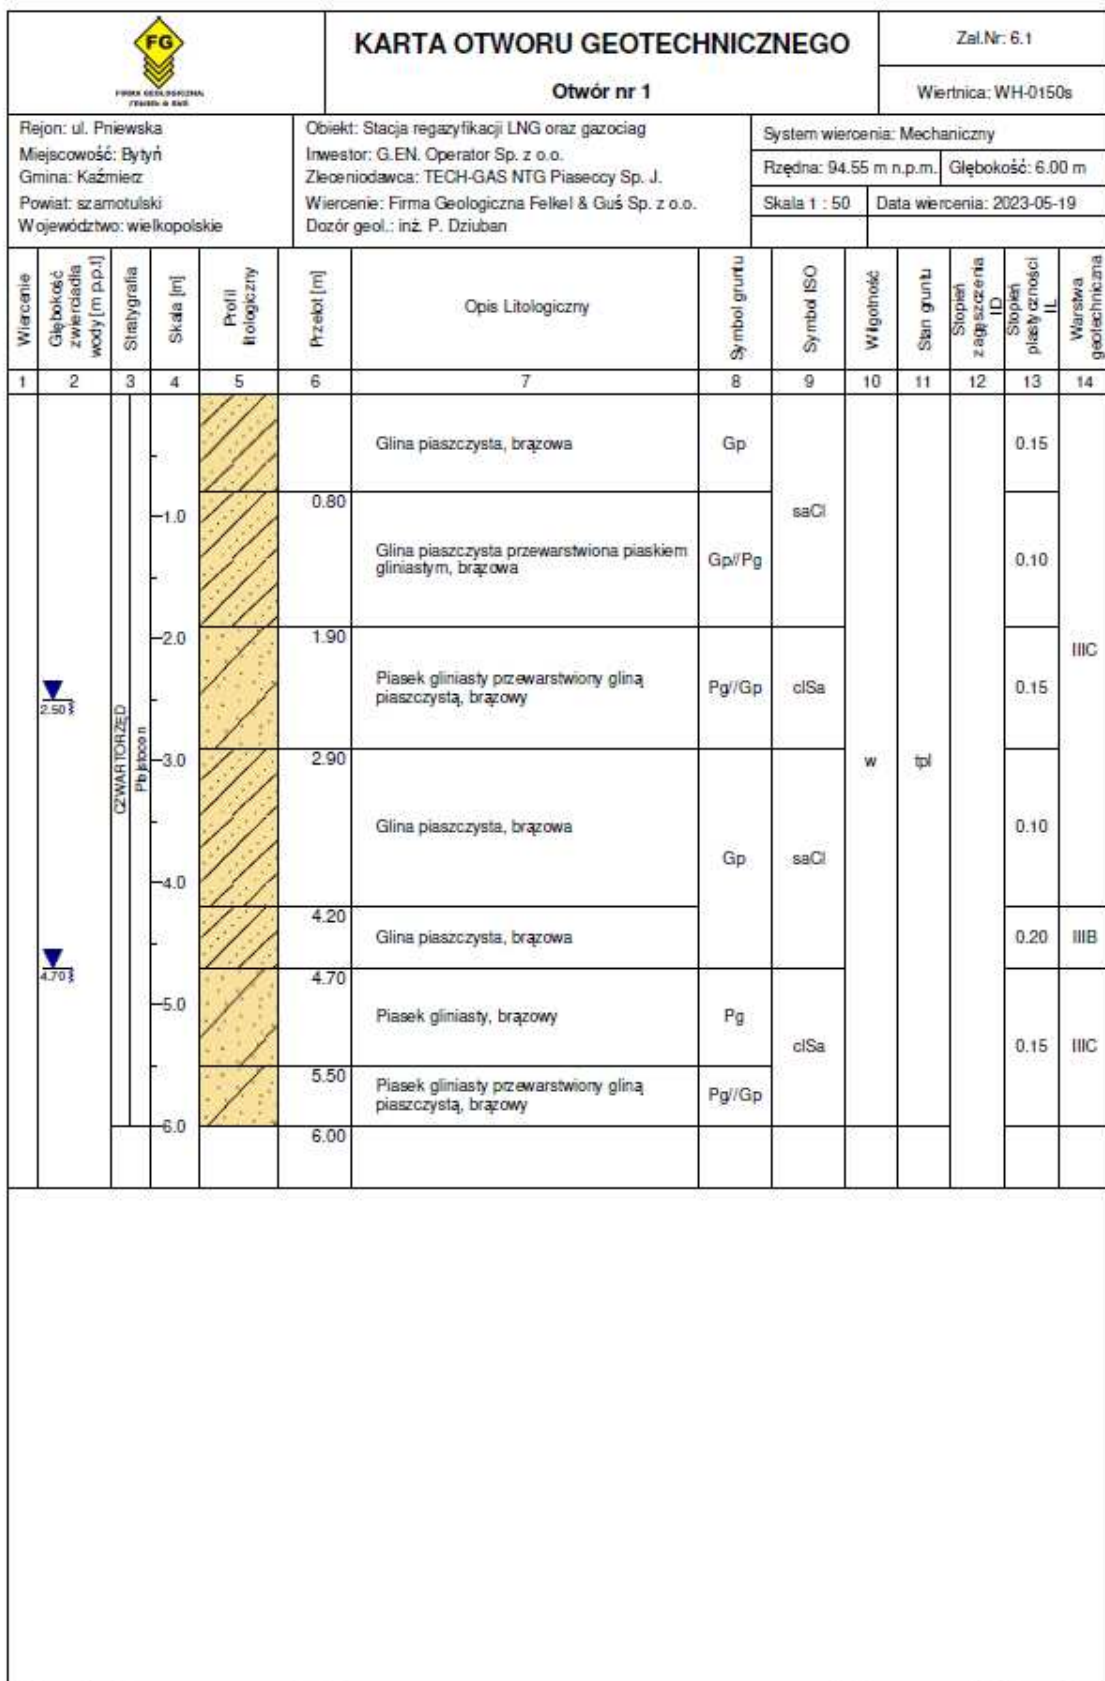 FG
FIRMA GEOLOGICZNA
FELKEL & GUŚ
KARTA OTWORU GEOTECHNICZNEGO
Otwór nr 1
Zal.Nr: 6.1
Wiertnica: WH-0150s
Rejon: ul. Pniewska
Miejscowość: Bytyń
Gmina: Kaźmierz
Powiat: szamotulski
Województwo: wielkopolskie
Obiekt: Stacja regazyfikacji LNG oraz gazociag
Inwestor: G.EN. Operator Sp. z o.o.
Zleceniodawca: TECH-GAS NTG Piaseccy Sp. J.
Wiercenie: Firma Geologiczna Felkel & Guś Sp. z o.o.
Dozór geol.: inż. P. Dziuban
System wiercenia: Mechaniczny
Rzędna: 94.55 m n.p.m. Głębokość: 6.00 m
Skala 1 : 50 Data wiercenia: 2023-05-19
Wiercenie
Głębokość
zwierciadła
wody [m p.p.t]
Stratygrafia
Skala [m]
Profil
litologiczny
Przelot [m]
Opis Litologiczny
Symbol gruntu
Symbol ISO
Wilgotność
Stan gruntu
Stopień
zagęszczenia
ID
Stopień
plastyczności
IL
Warstwa
geotechniczna
1 2 3 4 5 6 7 8 9 10 11 12 13 14
Glina piaszczysta, brązowa Gp 0.15
0.80
-1.0 saCl
Glina piaszczysta przewarstwiona piaskiem
gliniastym, brązowa Gp//Pg 0.10
1.90
-2.0 IIIC
Piasek gliniasty przewarstwiony gliną
piaszczystą, brązowy Pg//Gp clSa 0.15
2.50
CZWARTORZĘD
Plejstocen
2.90
-3.0 w tpl
Glina piaszczysta, brązowa 0.10
Gp saCl
-4.0
4.20
Glina piaszczysta, brązowa 0.20 IIIB
4.70
4.70
-5.0
Piasek gliniasty, brązowy Pg
clSa 0.15 IIIC
5.50
Piasek gliniasty przewarstwiony gliną
piaszczystą, brązowy Pg//Gp
-6.0
6.00